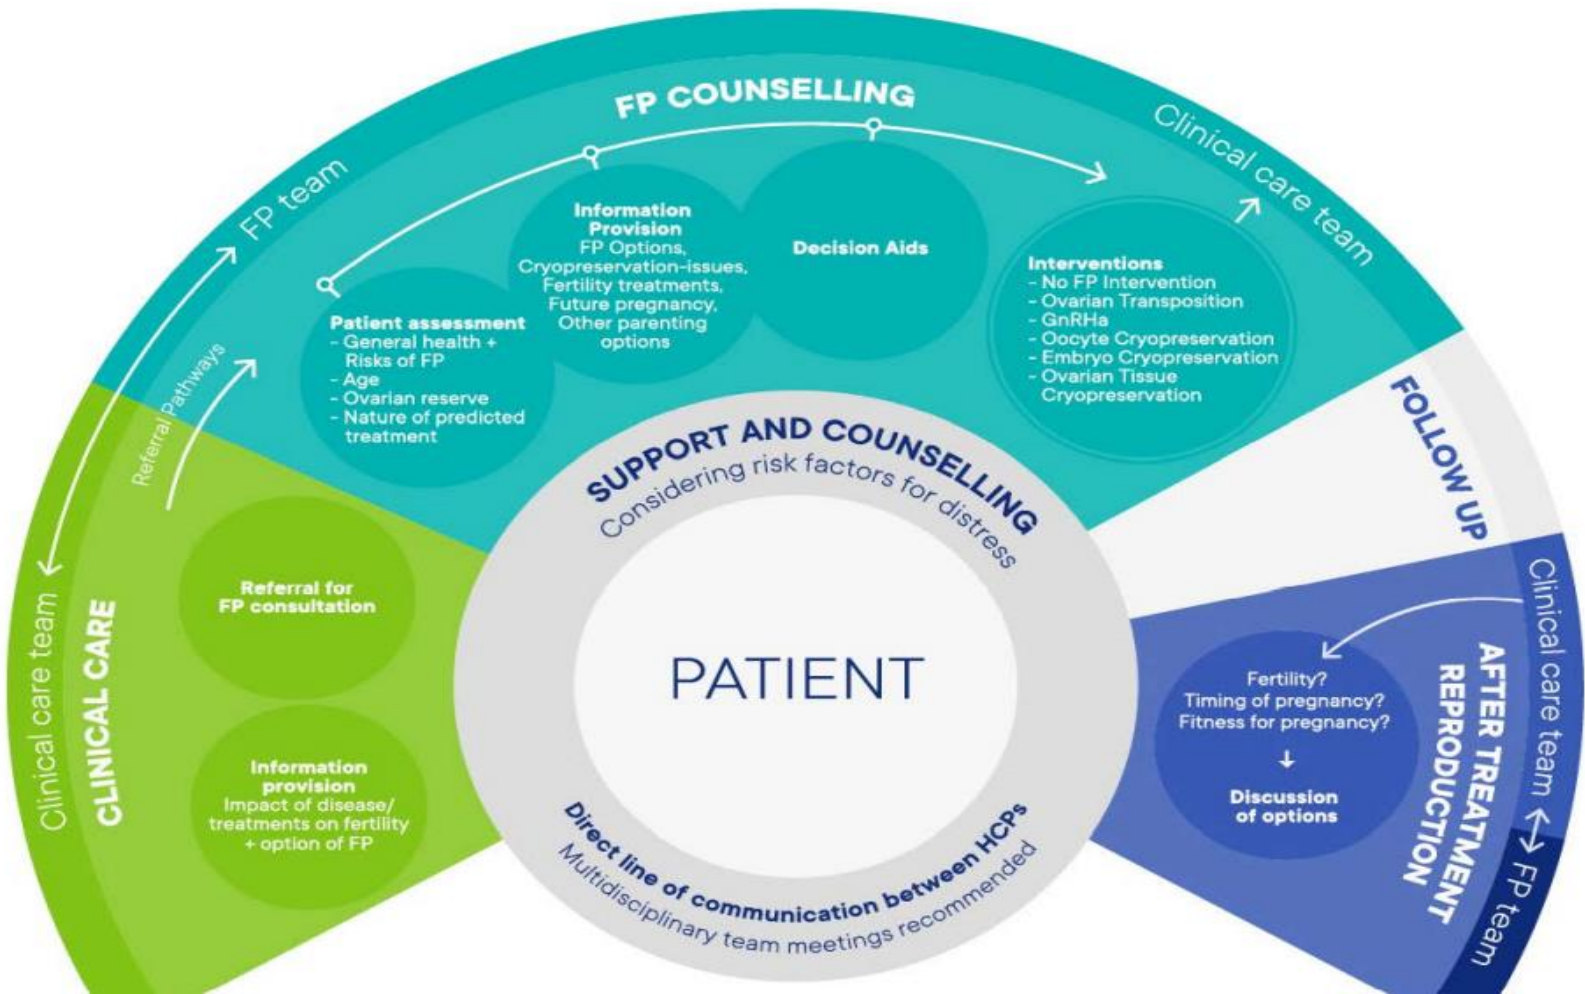 FP COUNSELLING
FP team
Clinical care team
Referral Pathways
Patient assessment
- General health +
Risks of FP
- Age
- Ovarian reserve
- Nature of predicted
treatment
Information
Provision
FP Options,
Cryopreservation-issues,
Fertility treatments,
Future pregnancy,
Other parenting
options
Decision Aids
Interventions
- No FP Intervention
- Ovarian Transposition
- GnRHa
- Oocyte Cryopreservation
- Embryo Cryopreservation
- Ovarian Tissue
Cryopreservation
FOLLOW UP
Clinical care team
CLINICAL CARE
Referral for
FP consultation
Information
provision
Impact of disease/
treatments on fertility
+ option of FP
SUPPORT AND COUNSELLING
Considering risk factors for distress
PATIENT
Direct line of communication between HCPs
Multidisciplinary team meetings recommended
Clinical care team
FP team
AFTER TREATMENT
REPRODUCTION
Fertility?
Timing of pregnancy?
Fitness for pregnancy?
Discussion
of options